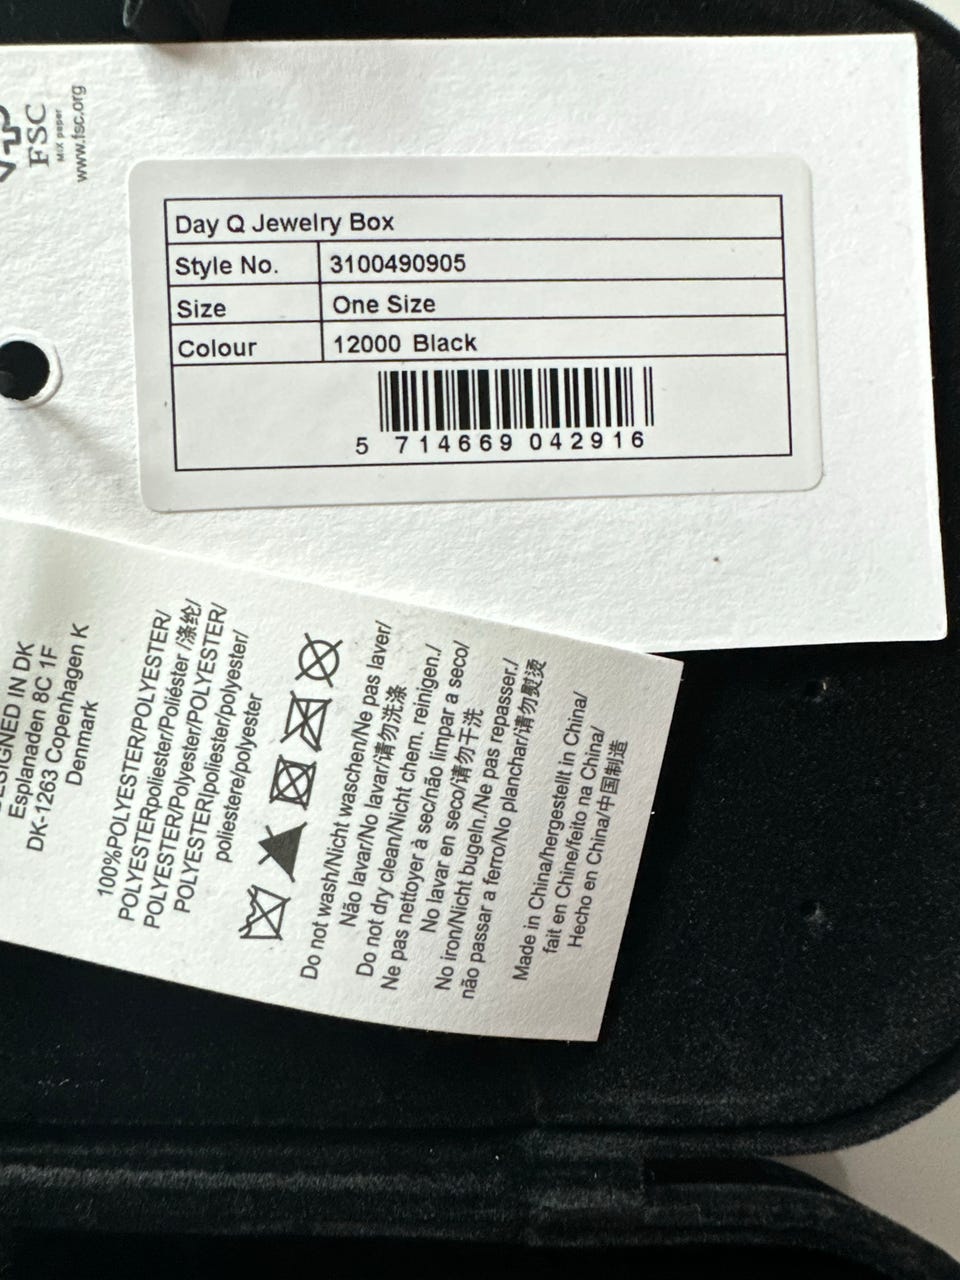 FSC
MIX paper
www.fsc.org
Day Q Jewelry Box
Style No. 3100490905
Size One Size
Colour 12000 Black
5 714669 042916
DESIGNED IN DK
Esplanaden 8C 1F
DK-1263 Copenhagen K
Denmark
100%POLYESTER/POLYESTER/
POLYESTERpoliester/Poliéster /涤纶/
POLYESTER/Polyester/POLYESTER/
POLYESTERIpoliester/polyester/
poliestere/polyester
Do not wash/Nicht waschen/Ne pas laver/
Não lavar/No lavar/请勿洗涤
Do not dry clean/Nicht chem. reinigen./
Ne pas nettoyer à sec/não limpar a seco/
No lavar en seco/请勿干洗
No iron/Nicht bugeln./Ne pas repasser./
não passar a ferro/No planchar/请勿熨烫
Made in China/hergestellt in China/
fait en Chine/feito na China/
Hecho en China/中国制造